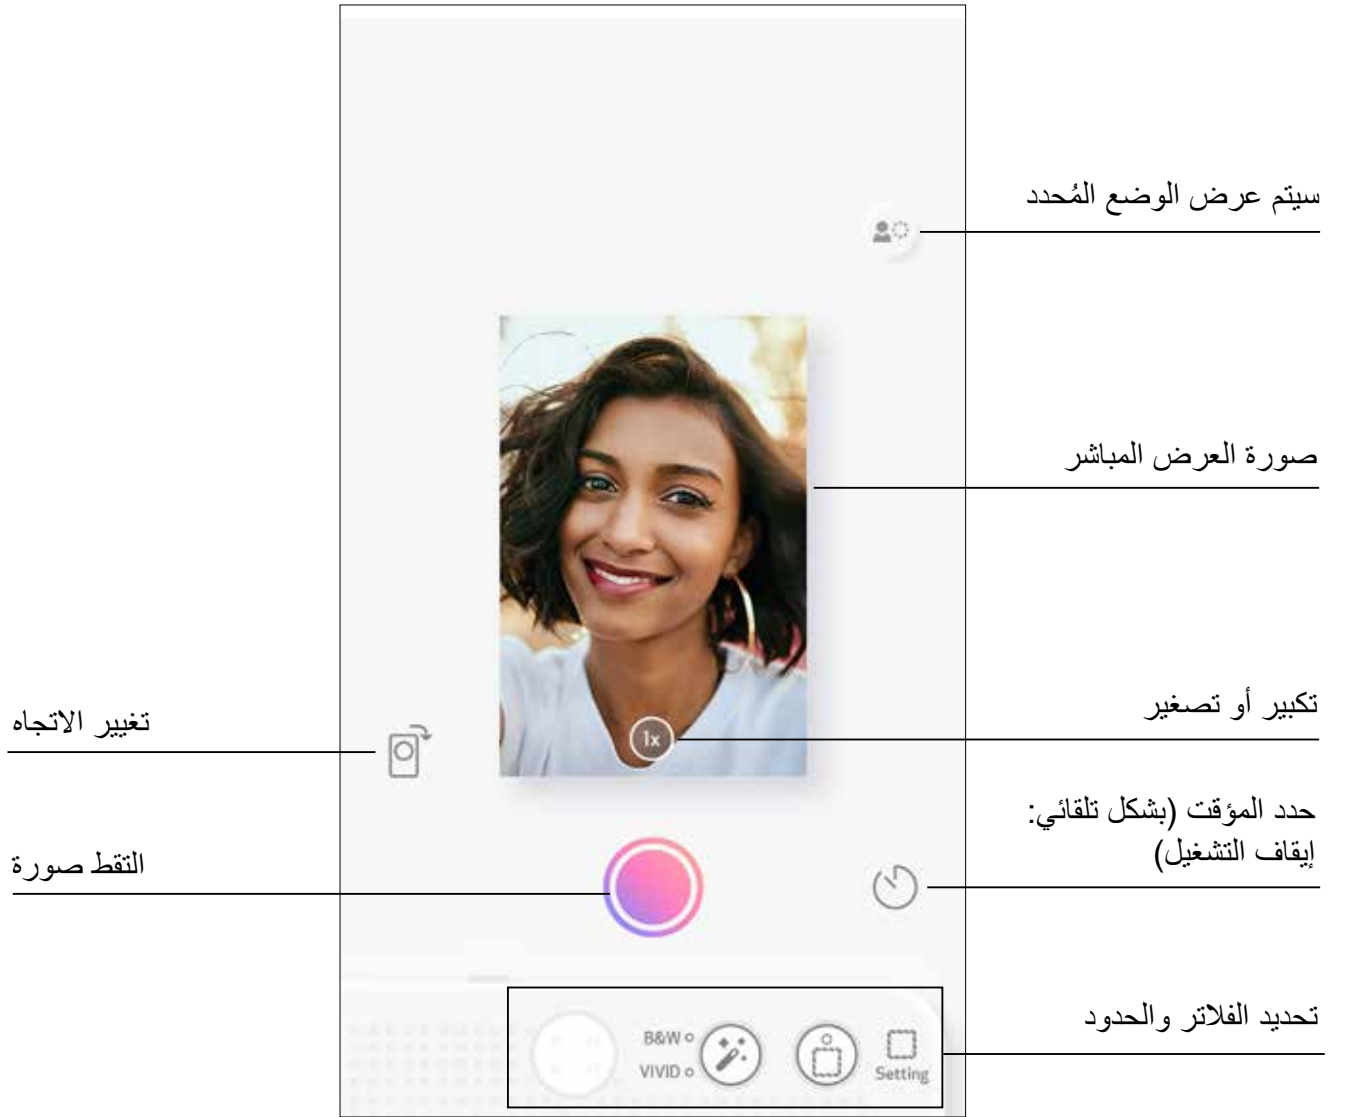 سيتم عرض الوضع المُحدد
صورة العرض المباشر
تكبير أو تصغير
تغيير الاتجاه
1x
حدد المؤقت (بشكل تلقائي:
إيقاف التشغيل)
التقط صورة
تحديد الفلاتر والحدود
B&W
VIVID
Setting